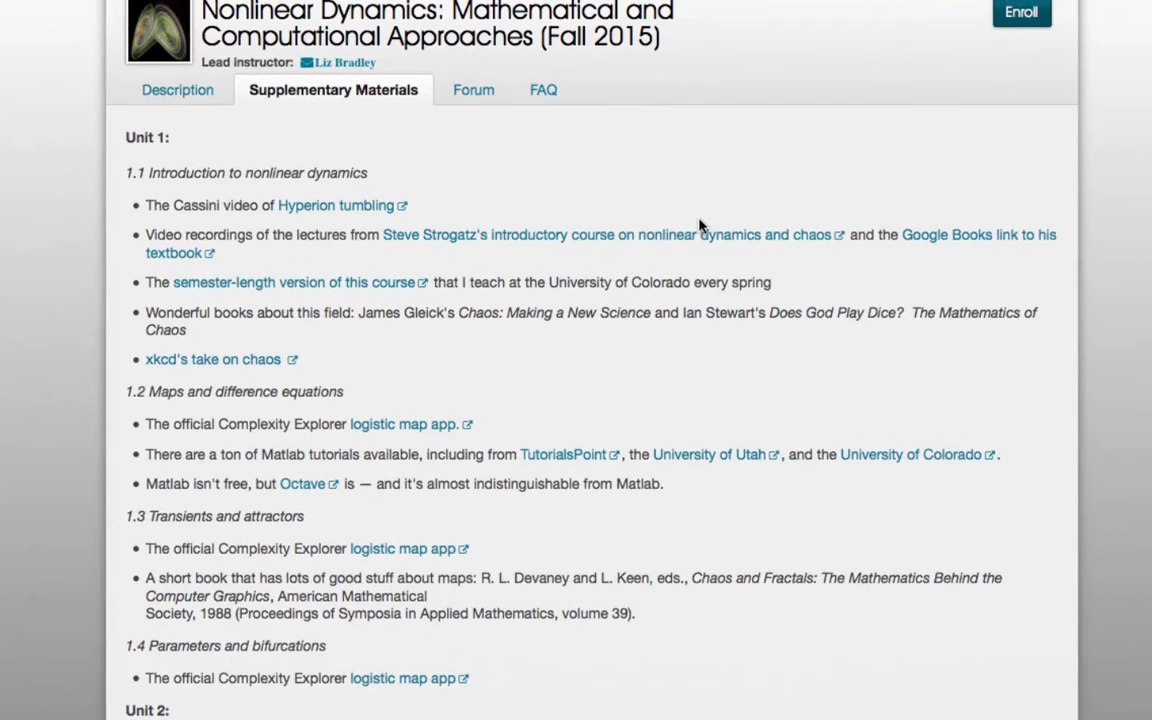 Nonlinear Dynamics: Mathematical and
Computational Approaches (Fall 2015)
Enroll
Lead instructor: Liz Bradley
Description Supplementary Materials Forum FAQ
Unit 1:
1.1 Introduction to nonlinear dynamics
• The Cassini video of Hyperion tumbling
• Video recordings of the lectures from Steve Strogatz's introductory course on nonlinear dynamics and chaos and the Google Books link to his
textbook
• The semester-length version of this course that I teach at the University of Colorado every spring
• Wonderful books about this field: James Gleick's Chaos: Making a New Science and Ian Stewart's Does God Play Dice? The Mathematics of
Chaos
• xkcd's take on chaos
1.2 Maps and difference equations
• The official Complexity Explorer logistic map app.
• There are a ton of Matlab tutorials available, including from TutorialsPoint, the University of Utah, and the University of Colorado.
• Matlab isn't free, but Octave is — and it's almost indistinguishable from Matlab.
1.3 Transients and attractors
• The official Complexity Explorer logistic map app
• A short book that has lots of good stuff about maps: R. L. Devaney and L. Keen, eds., Chaos and Fractals: The Mathematics Behind the
Computer Graphics, American Mathematical
Society, 1988 (Proceedings of Symposia in Applied Mathematics, volume 39).
1.4 Parameters and bifurcations
• The official Complexity Explorer logistic map app
Unit 2: